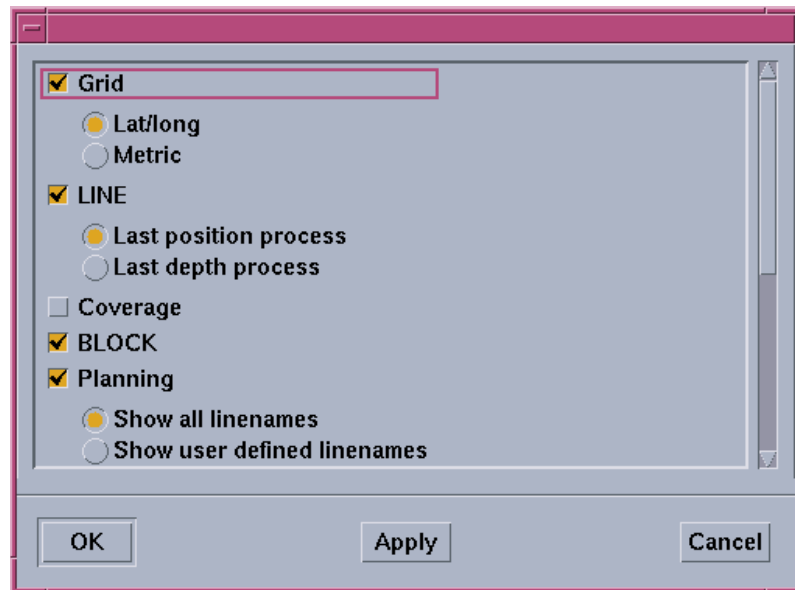 Grid
Lat/long
Metric
LINE
Last position process
Last depth process
Coverage
BLOCK
Planning
Show all linenames
Show user defined linenames
OK Apply Cancel